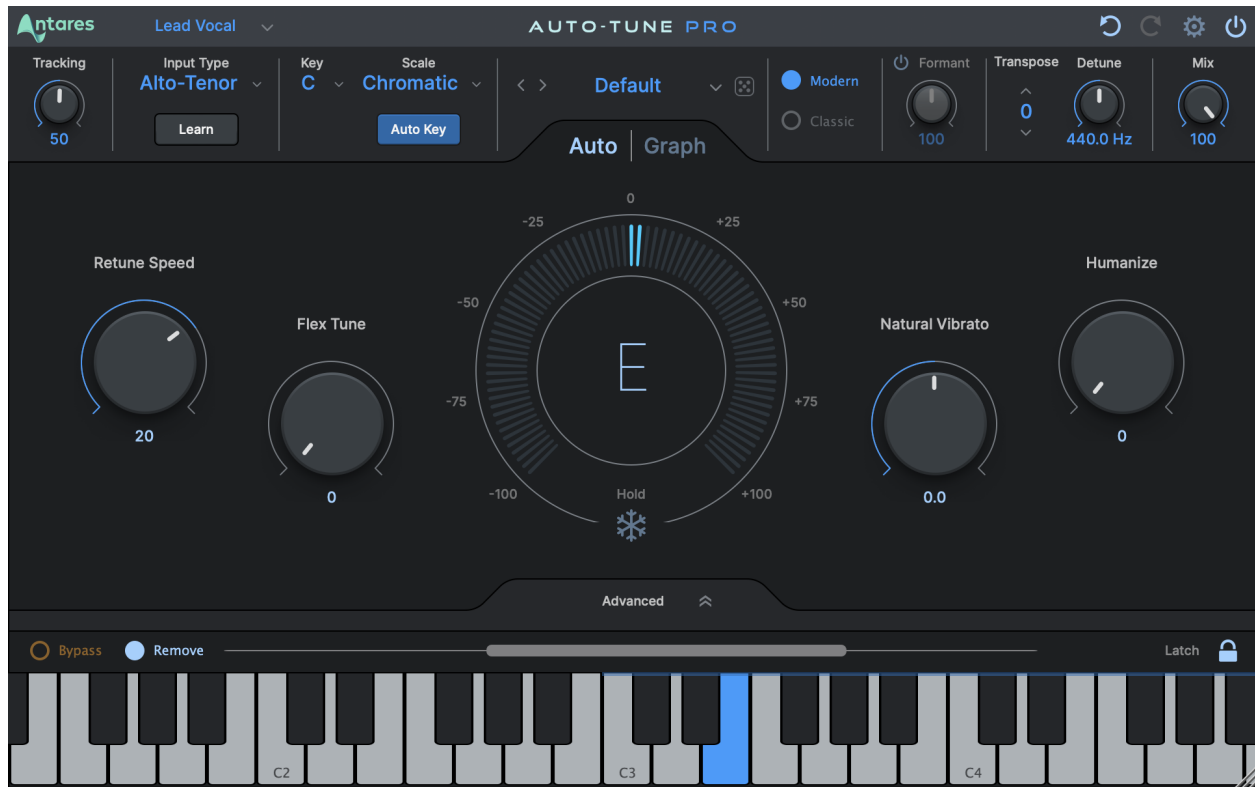 Antares
Lead Vocal
AUTO-TUNE PRO
Tracking
50
Input Type
Alto-Tenor
Learn
Key
C
Scale
Chromatic
Auto Key
Default
Modern
Classic
Formant
100
Transpose
0
Detune
440.0 Hz
Mix
100
Auto
Graph
0
-25
+25
-50
+50
-75
+75
-100
+100
Retune Speed
20
Flex Tune
0
E
Hold
Natural Vibrato
0.0
Humanize
0
Advanced
Bypass
Remove
Latch
C2
C3
C4